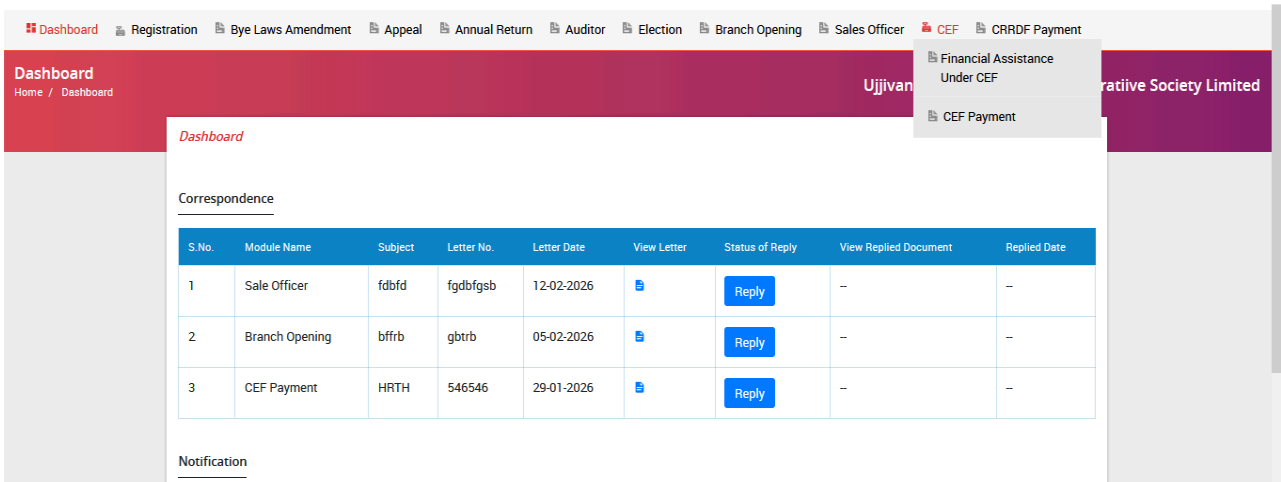 Dashboard Registration Bye Laws Amendment Appeal Annual Return Auditor Election Branch Opening Sales Officer CEF CRRDF Payment
Financial Assistance
Under CEF
CEF Payment
Dashboard
Home / Dashboard
Ujjivan ratiive Society Limited
Dashboard
Correspondence
S.No. Module Name Subject Letter No. Letter Date View Letter Status of Reply View Replied Document Replied Date
1 Sale Officer fdbfd fgdbfgsb 12-02-2026 Reply -- --
2 Branch Opening bffrb gbtrb 05-02-2026 Reply -- --
3 CEF Payment HRTH 546546 29-01-2026 Reply -- --
Notification